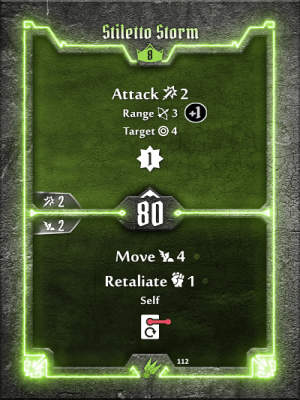 Stiletto Storm
8
Attack 2
Range 3 +1
Target 4
1
2
80
2
Move 4
Retaliate 1
Self
112